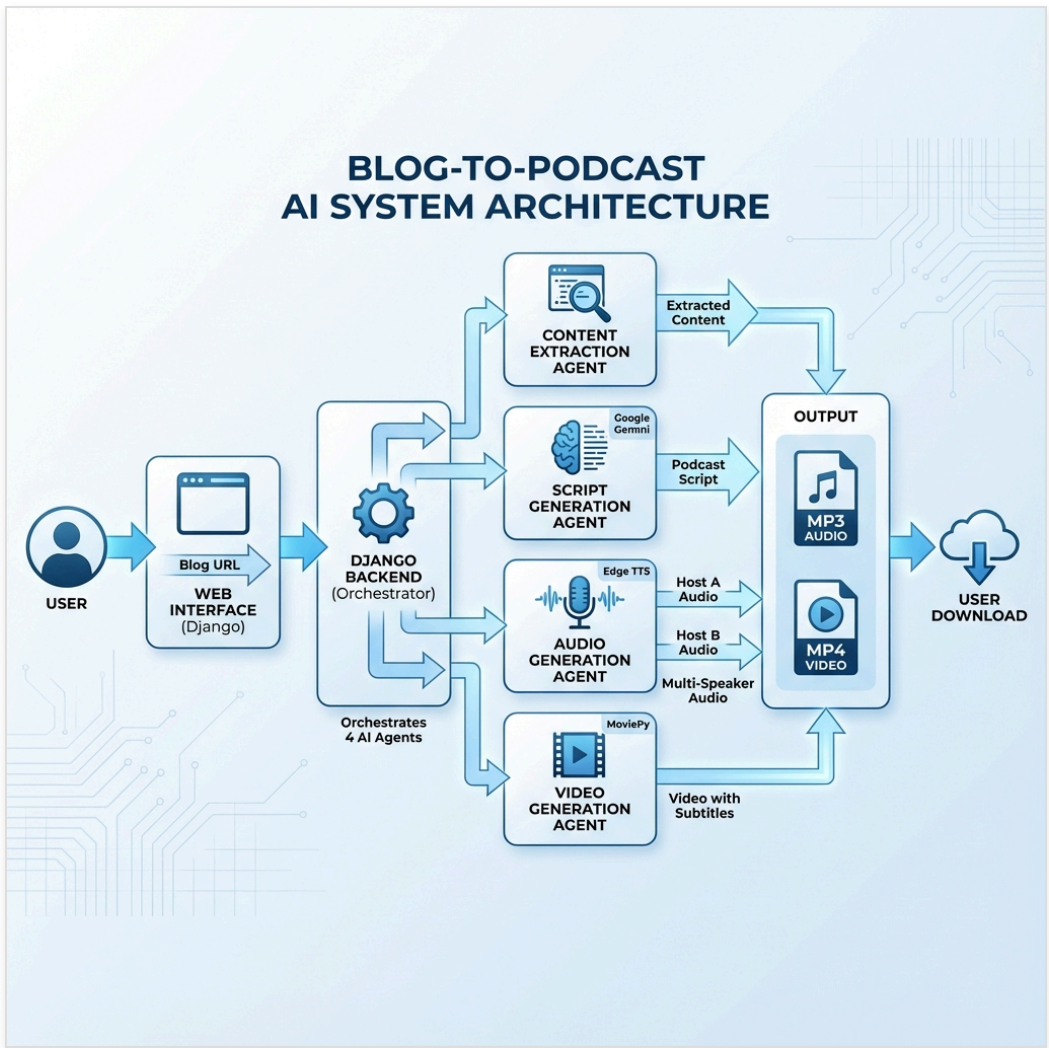 BLOG-TO-PODCAST
AI SYSTEM ARCHITECTURE
USER
Blog URL
WEB
INTERFACE
(Django)
DJANGO
BACKEND
(Orchestrator)
Orchestrates
4 AI Agents
CONTENT
EXTRACTION
AGENT
Extracted
Content
Google
Gemni
SCRIPT
GENERATION
AGENT
Podcast
Script
Edge TTS
AUDIO
GENERATION
AGENT
Host A
Audio
Host B
Audio
Multi-Speaker
Audio
MoviePy
VIDEO
GENERATION
AGENT
Video with
Subtitles
OUTPUT
MP3
AUDIO
MP4
VIDEO
USER
DOWNLOAD